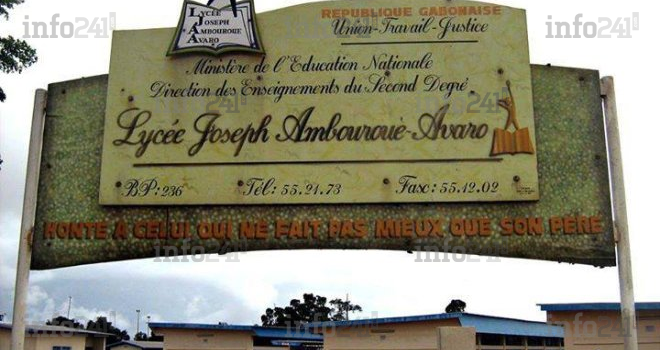 LYCÉE
JOSEPH
AMBOUROUE
AVARO
REPUBLIQUE GABONAISE
Union-Travail-Justice
Ministère de l'Education Nationale
Direction des Enseignements du Second Degré
Lycée Joseph Ambouroué-Avaro
BP: 236 Tél: 55.21.73 Fasc: 55.12.02
HONTE A CELUI QUI NE FAIT PAS MIEUX QUE SON PERE
info241